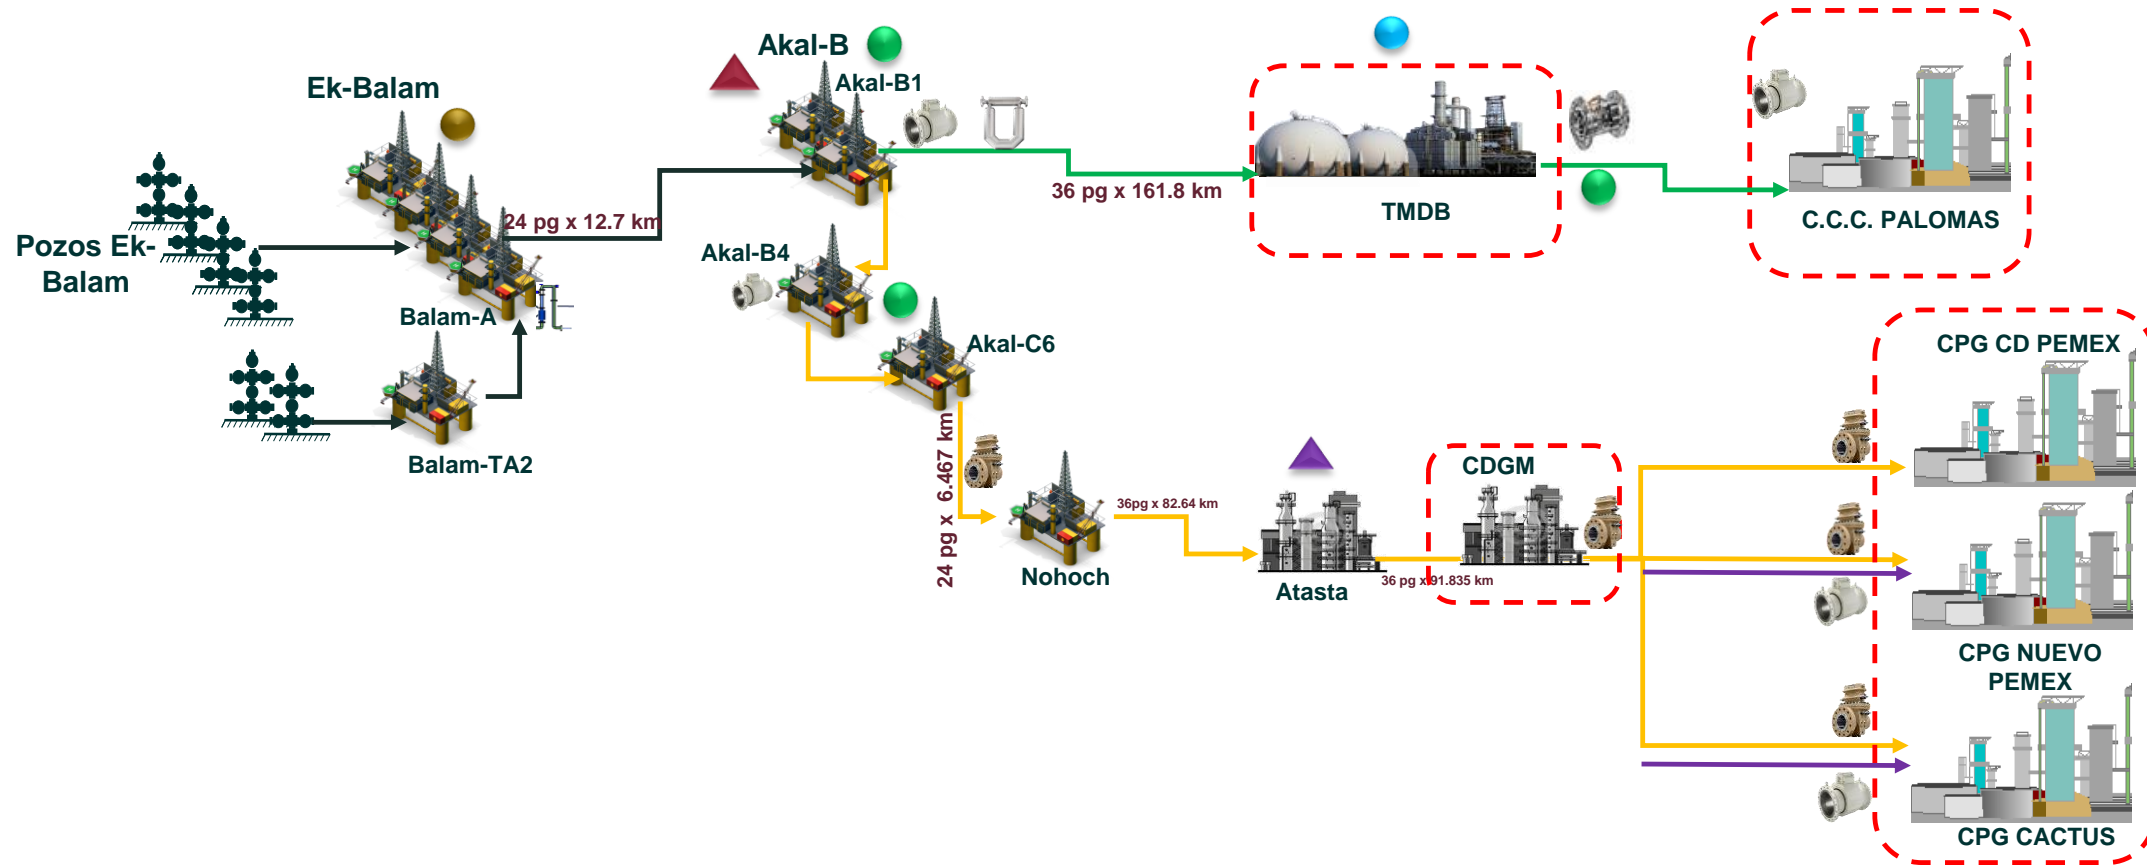 Akal-B
Akal-B1
Ek-Balam
24 pg x 12.7 km
36 pg x 161.8 km
TMDB
C.C.C. PALOMAS
Pozos Ek-
Balam
Akal-B4
Balam-A
Akal-C6
CPG CD PEMEX
Balam-TA2
24 pg x 6.467 km
CDGM
36pg x 82.64 km
Nohoch
Atasta
36 pg x 91.835 km
CPG NUEVO
PEMEX
CPG CACTUS